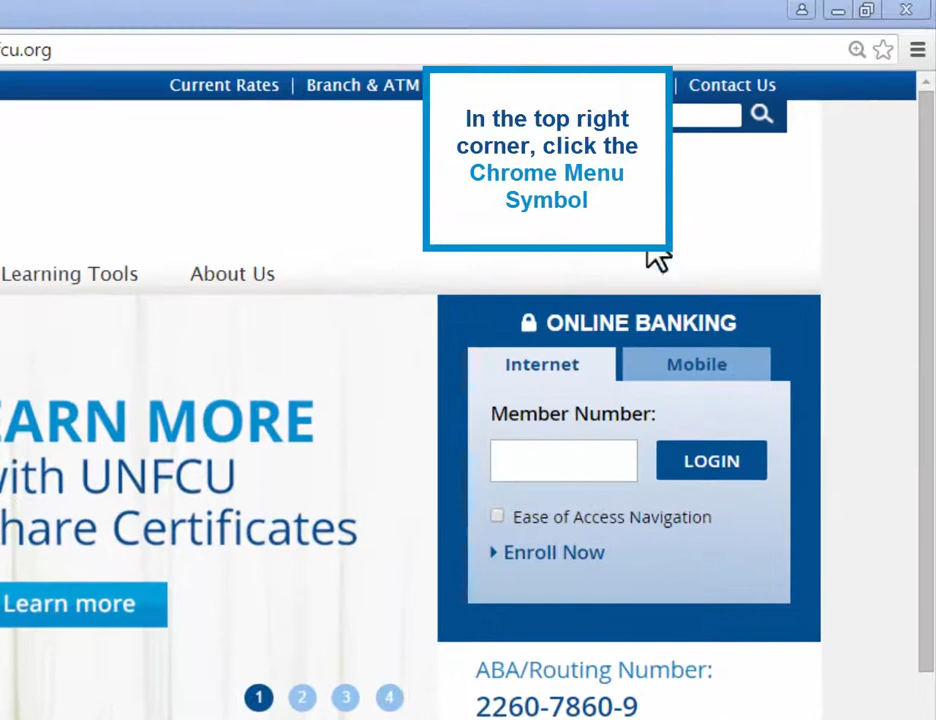 fcu.org
Current Rates | Branch & ATM | Contact Us
In the top right
corner, click the
Chrome Menu
Symbol
Learning Tools About Us
ONLINE BANKING
Internet Mobile
Member Number:
LOGIN
Ease of Access Navigation
Enroll Now
EARN MORE
with UNFCU
hare Certificates
Learn more
1 2 3 4
ABA/Routing Number:
2260-7860-9